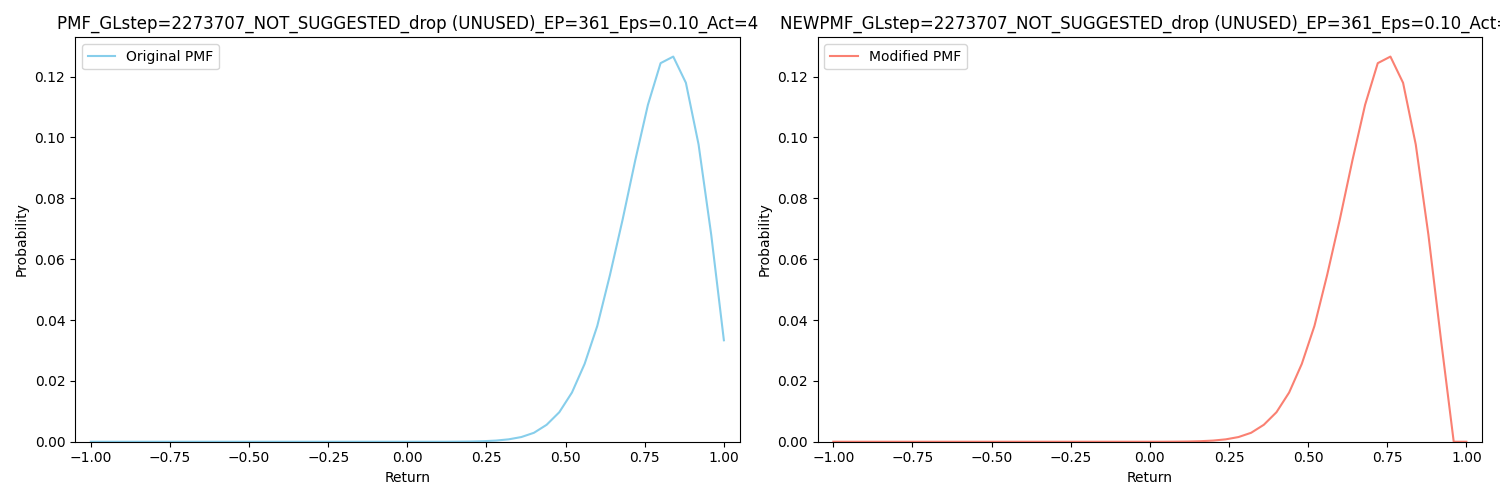 PMF_GLstep=2273707_NOT_SUGGESTED_drop (UNUSED)_EP=361_Eps=0.10_Act=4
Original PMF
Probability
0.12
0.10
0.08
0.06
0.04
0.02
0.00
−1.00 −0.75 −0.50 −0.25 0.00 0.25 0.50 0.75 1.00
Return
NEWPMF_GLstep=2273707_NOT_SUGGESTED_drop (UNUSED)_EP=361_Eps=0.10_Act=
Modified PMF
Probability
0.12
0.10
0.08
0.06
0.04
0.02
0.00
−1.00 −0.75 −0.50 −0.25 0.00 0.25 0.50 0.75 1.00
Return